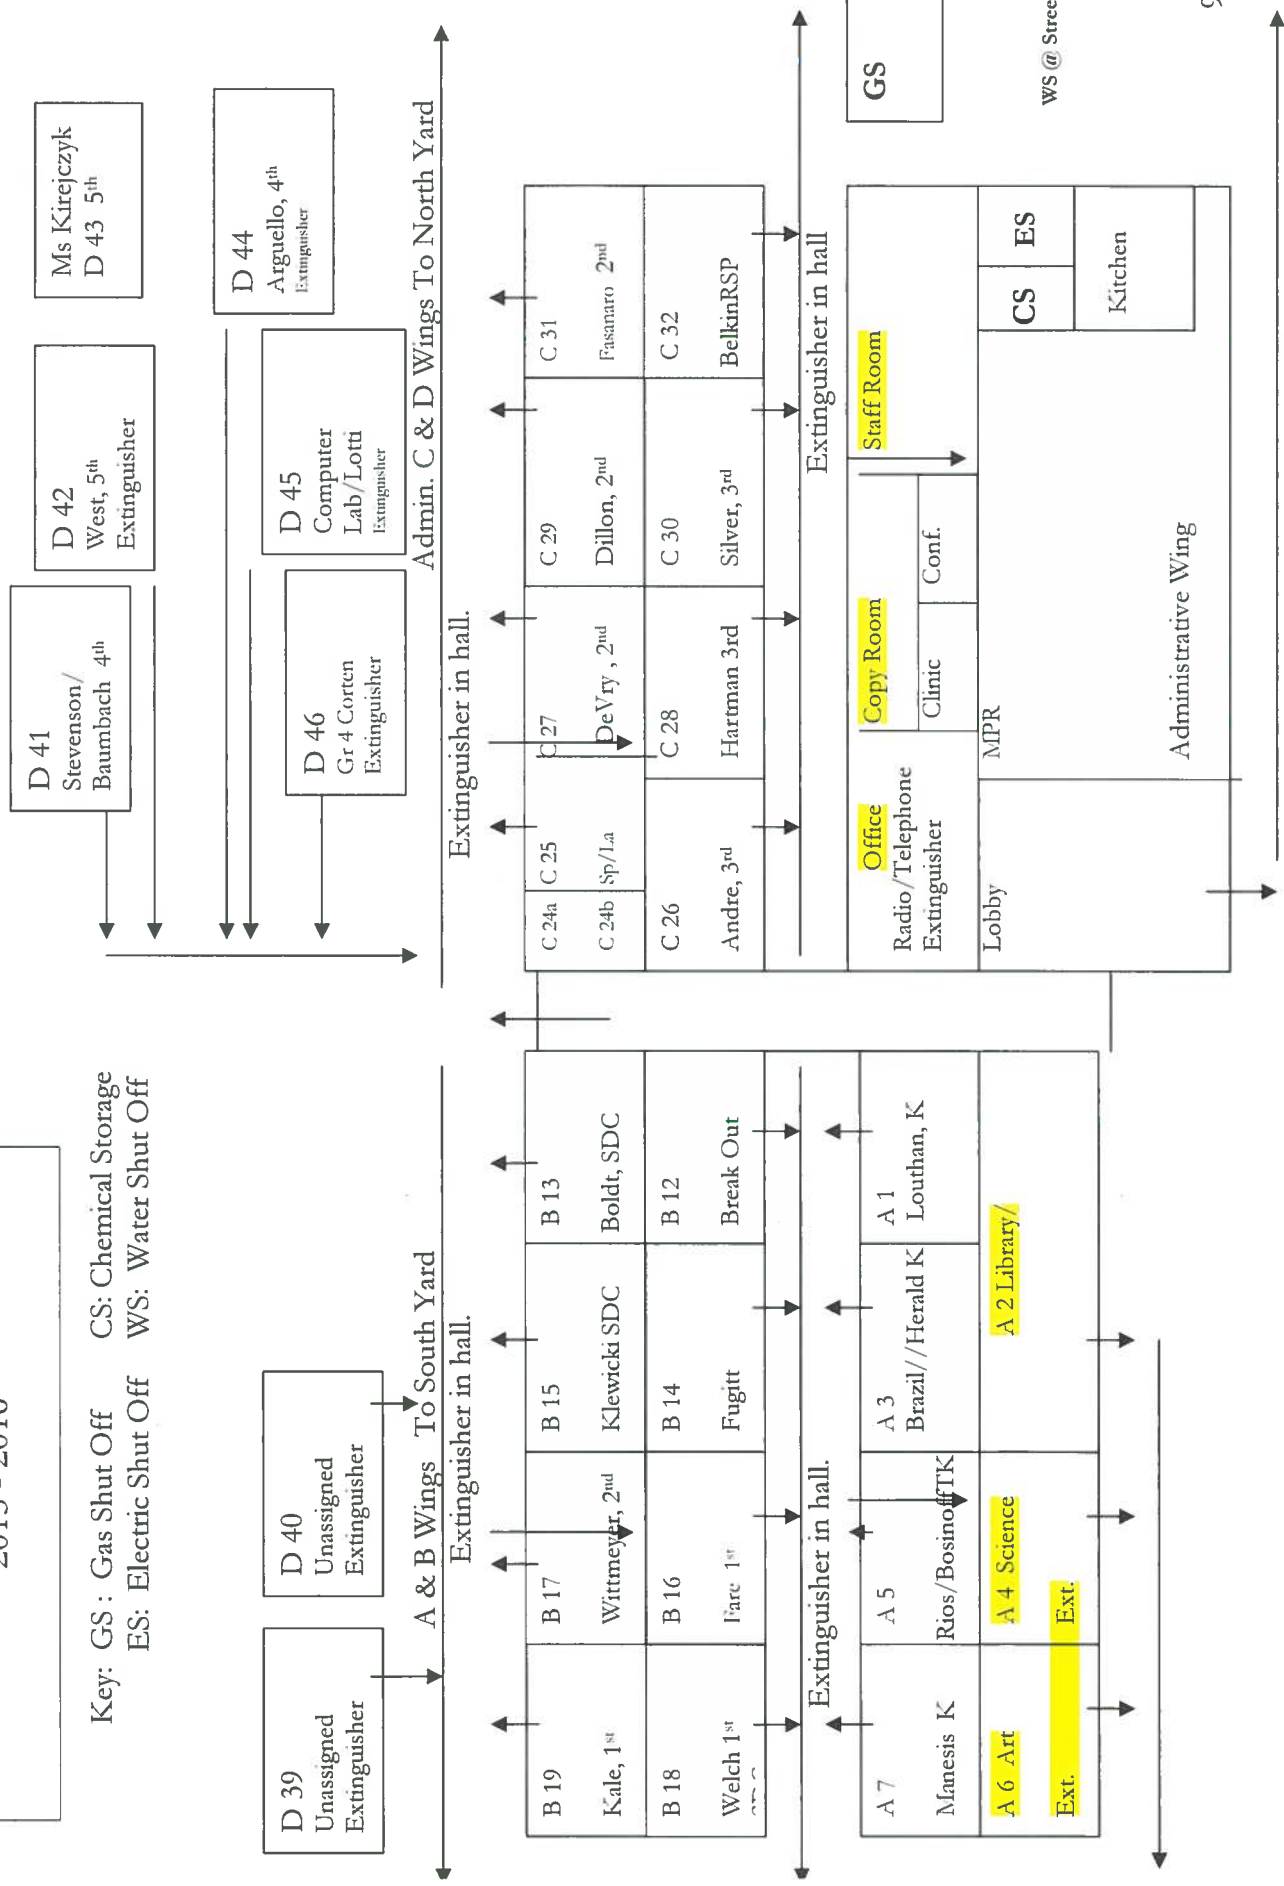 2015 - 2016
Key: GS : Gas Shut Off CS: Chemical Storage
ES: Electric Shut Off WS: Water Shut Off
D 39
Unassigned
Extinguisher
D 40
Unassigned
Extinguisher
D 41
Stevenson/
Baumbach 4th
D 42
West, 5th
Extinguisher
Ms Kirejczyk
D 43 5th
D 46
Gr 4 Corten
Extinguisher
D 45
Computer
Lab/Lotti
Extinguisher
D 44
Arguello, 4th
Extinguisher
A & B Wings To South Yard
Extinguisher in hall.
Admin. C & D Wings To North Yard
Extinguisher in hall.
B 19
Kale, 1st
B 17
Wittmeyer, 2nd
B 15
Klewicki SDC
B 13
Boldt, SDC
B 18
Welch 1st
B 16
Fare 1st
B 14
Fugitt
B 12
Break Out
C 24a
C 24b
C 25
Sp/La
C 27
DeVry , 2nd
C 29
Dillon, 2nd
C 31
Fasanaro 2nd
C 26
Andre, 3rd
C 28
Hartman 3rd
C 30
Silver, 3rd
C 32
BelkinRSP
Extinguisher in hall.
Extinguisher in hall
A 7
Manesis K
A 5
Rios/BosinoffTK
A 3
Brazil//Herald K
A 1
Louthan, K
A 6 Art
Ext.
A 4 Science
Ext.
A 2 Library/
Office
Radio/Telephone
Extinguisher
Copy Room
Clinic
Conf.
Staff Room
Lobby
MPR
Administrative Wing
CS
ES
Kitchen
GS
WS @ Stree